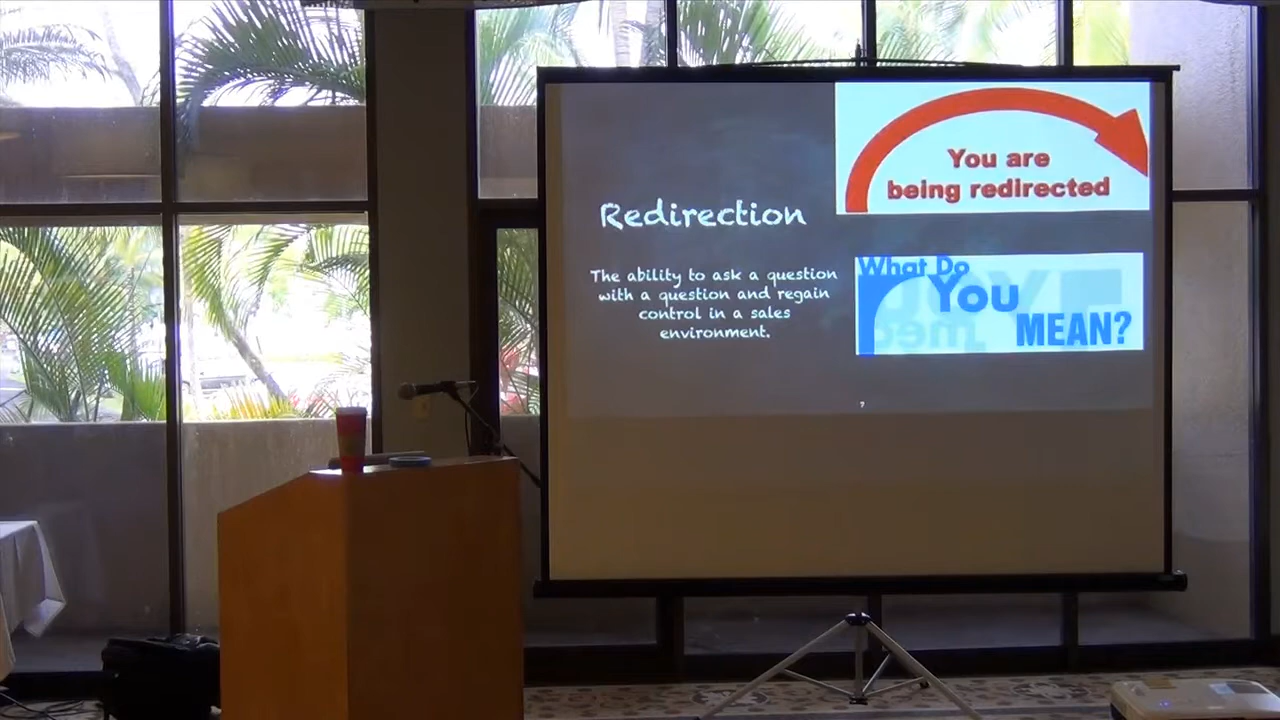 Redirection
The ability to ask a question
with a question and regain
control in a sales
environment.
You are
being redirected
What Do
You
MEAN?
7